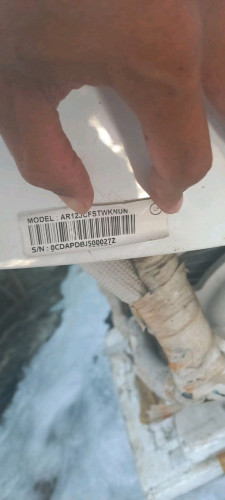 MODEL : AR12JCFSTWKNUN
S/N : 0CDAPDBJ500027Z